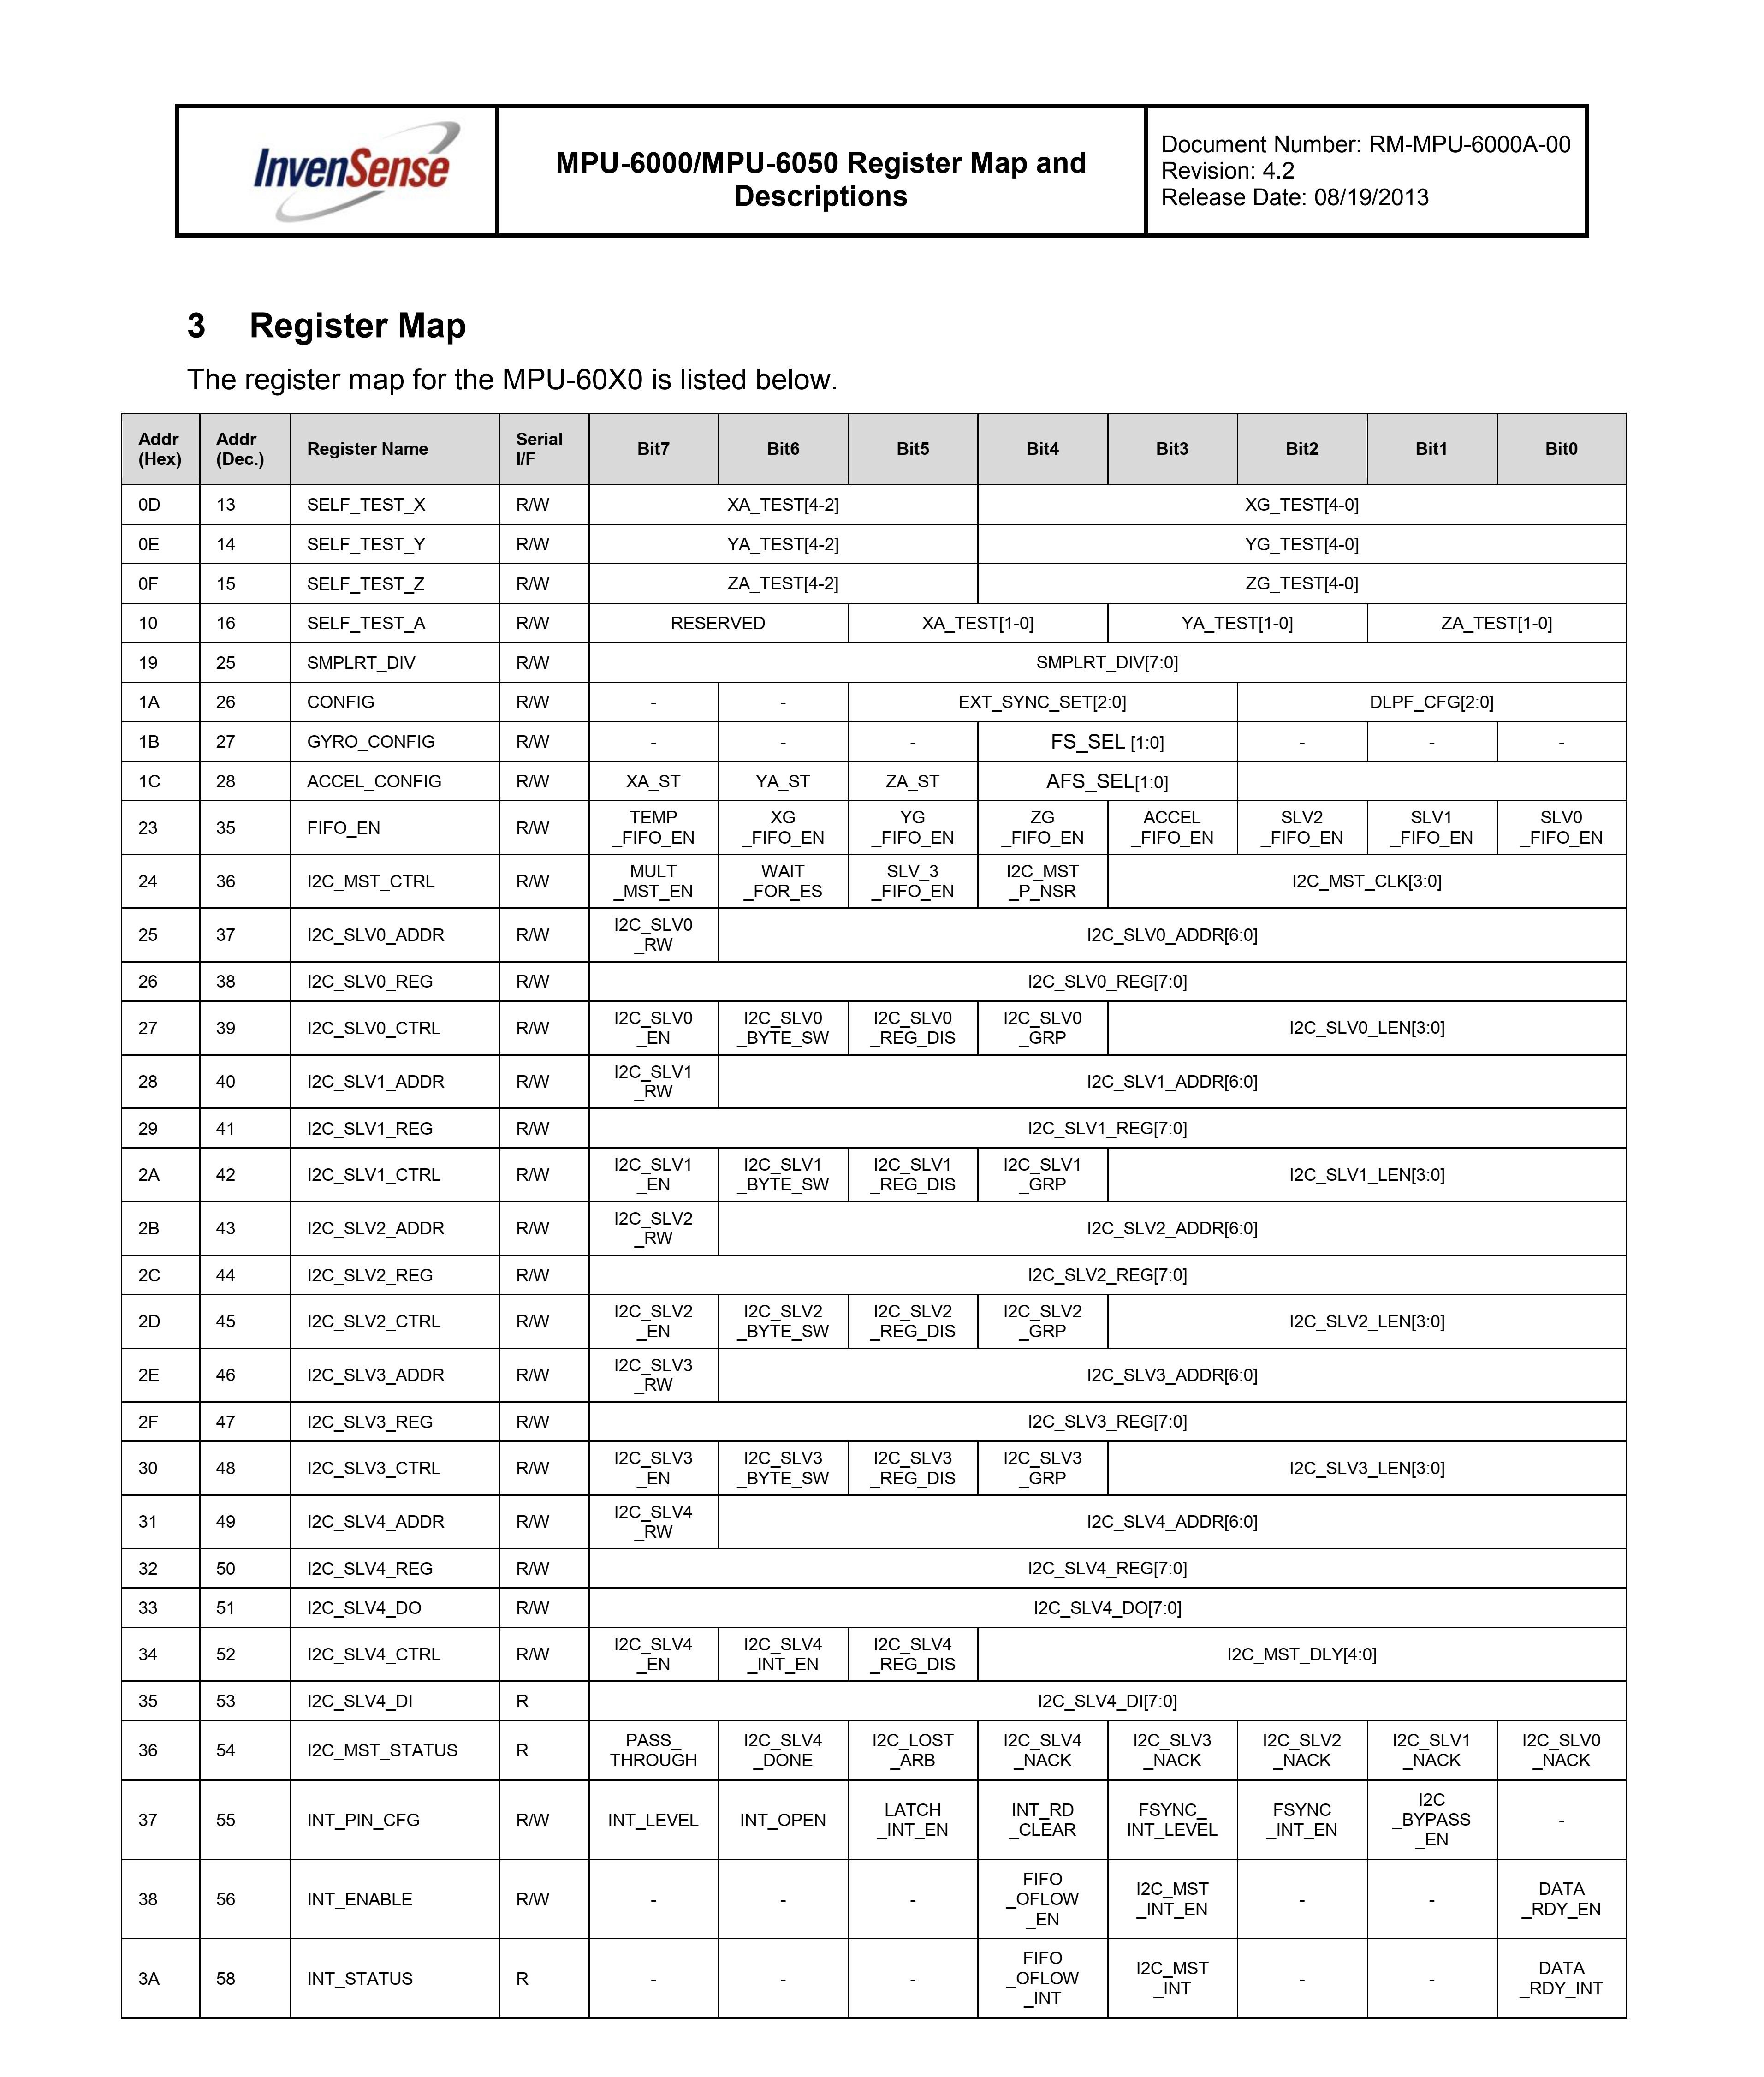 InvenSense
MPU-6000/MPU-6050 Register Map and
Descriptions
Document Number: RM-MPU-6000A-00
Revision: 4.2
Release Date: 08/19/2013
3 Register Map
The register map for the MPU-60X0 is listed below.
Addr (Hex) Addr (Dec.) Register Name Serial I/F Bit7 Bit6 Bit5 Bit4 Bit3 Bit2 Bit1 Bit0
0D 13 SELF_TEST_X R/W XA_TEST[4-2] XG_TEST[4-0]
0E 14 SELF_TEST_Y R/W YA_TEST[4-2] YG_TEST[4-0]
0F 15 SELF_TEST_Z R/W ZA_TEST[4-2] ZG_TEST[4-0]
10 16 SELF_TEST_A R/W RESERVED XA_TEST[1-0] YA_TEST[1-0] ZA_TEST[1-0]
19 25 SMPLRT_DIV R/W SMPLRT_DIV[7:0]
1A 26 CONFIG R/W - - EXT_SYNC_SET[2:0] DLPF_CFG[2:0]
1B 27 GYRO_CONFIG R/W - - - FS_SEL [1:0] - - -
1C 28 ACCEL_CONFIG R/W XA_ST YA_ST ZA_ST AFS_SEL[1:0]
23 35 FIFO_EN R/W TEMP _FIFO_EN XG _FIFO_EN YG _FIFO_EN ZG _FIFO_EN ACCEL _FIFO_EN SLV2 _FIFO_EN SLV1 _FIFO_EN SLV0 _FIFO_EN
24 36 I2C_MST_CTRL R/W MULT _MST_EN WAIT _FOR_ES SLV_3 _FIFO_EN I2C_MST _P_NSR I2C_MST_CLK[3:0]
25 37 I2C_SLV0_ADDR R/W I2C_SLV0 _RW I2C_SLV0_ADDR[6:0]
26 38 I2C_SLV0_REG R/W I2C_SLV0_REG[7:0]
27 39 I2C_SLV0_CTRL R/W I2C_SLV0 _EN I2C_SLV0 _BYTE_SW I2C_SLV0 _REG_DIS I2C_SLV0 _GRP I2C_SLV0_LEN[3:0]
28 40 I2C_SLV1_ADDR R/W I2C_SLV1 _RW I2C_SLV1_ADDR[6:0]
29 41 I2C_SLV1_REG R/W I2C_SLV1_REG[7:0]
2A 42 I2C_SLV1_CTRL R/W I2C_SLV1 _EN I2C_SLV1 _BYTE_SW I2C_SLV1 _REG_DIS I2C_SLV1 _GRP I2C_SLV1_LEN[3:0]
2B 43 I2C_SLV2_ADDR R/W I2C_SLV2 _RW I2C_SLV2_ADDR[6:0]
2C 44 I2C_SLV2_REG R/W I2C_SLV2_REG[7:0]
2D 45 I2C_SLV2_CTRL R/W I2C_SLV2 _EN I2C_SLV2 _BYTE_SW I2C_SLV2 _REG_DIS I2C_SLV2 _GRP I2C_SLV2_LEN[3:0]
2E 46 I2C_SLV3_ADDR R/W I2C_SLV3 _RW I2C_SLV3_ADDR[6:0]
2F 47 I2C_SLV3_REG R/W I2C_SLV3_REG[7:0]
30 48 I2C_SLV3_CTRL R/W I2C_SLV3 _EN I2C_SLV3 _BYTE_SW I2C_SLV3 _REG_DIS I2C_SLV3 _GRP I2C_SLV3_LEN[3:0]
31 49 I2C_SLV4_ADDR R/W I2C_SLV4 _RW I2C_SLV4_ADDR[6:0]
32 50 I2C_SLV4_REG R/W I2C_SLV4_REG[7:0]
33 51 I2C_SLV4_DO R/W I2C_SLV4_DO[7:0]
34 52 I2C_SLV4_CTRL R/W I2C_SLV4 _EN I2C_SLV4 _INT_EN I2C_SLV4 _REG_DIS I2C_MST_DLY[4:0]
35 53 I2C_SLV4_DI R I2C_SLV4_DI[7:0]
36 54 I2C_MST_STATUS R PASS_ THROUGH I2C_SLV4 _DONE I2C_LOST _ARB I2C_SLV4 _NACK I2C_SLV3 _NACK I2C_SLV2 _NACK I2C_SLV1 _NACK I2C_SLV0 _NACK
37 55 INT_PIN_CFG R/W INT_LEVEL INT_OPEN LATCH _INT_EN INT_RD _CLEAR FSYNC_ INT_LEVEL FSYNC _INT_EN I2C _BYPASS _EN -
38 56 INT_ENABLE R/W - - - FIFO _OFLOW _EN I2C_MST _INT_EN - - DATA _RDY_EN
3A 58 INT_STATUS R - - - FIFO _OFLOW _INT I2C_MST _INT - - DATA _RDY_INT